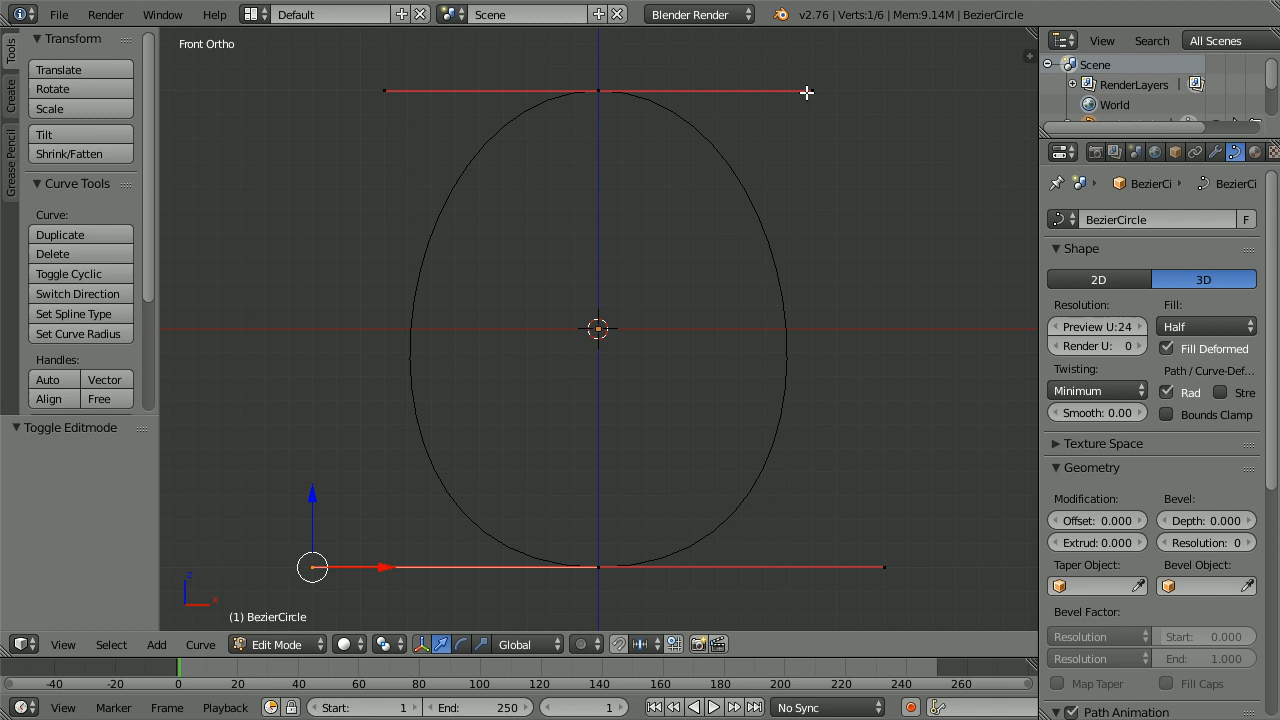 File Render Window Help Default Scene Blender Render v2.76 | Verts:1/6 | Mem:9.14M | BezierCircle
Tools
Create
Grease Pencil
Transform
Translate
Rotate
Scale
Tilt
Shrink/Fatten
Curve Tools
Curve:
Duplicate
Delete
Toggle Cyclic
Switch Direction
Set Spline Type
Set Curve Radius
Handles:
Auto Vector
Align Free
Toggle Editmode
Front Ortho
z
x
(1) BezierCircle
View Select Add Curve Edit Mode Global
View Search All Scenes
Scene
RenderLayers
World
BezierCi BezierCi
BezierCircle F
Shape
2D 3D
Resolution: Fill:
Preview U:24 Half
Render U: 0 Fill Deformed
Twisting: Path / Curve-Def...
Minimum Rad Stre
Smooth: 0.00 Bounds Clamp
Texture Space
Geometry
Modification: Bevel:
Offset: 0.000 Depth: 0.000
Extrud: 0.000 Resolution: 0
Taper Object: Bevel Object:
Bevel Factor:
Resolution Start: 0.000
Resolution End: 1.000
Map Taper Fill Caps
Path Animation
-40 -20 0 20 40 60 80 100 120 140 160 180 200 220 240 260
View Marker Frame Playback Start: 1 End: 250 1 No Sync